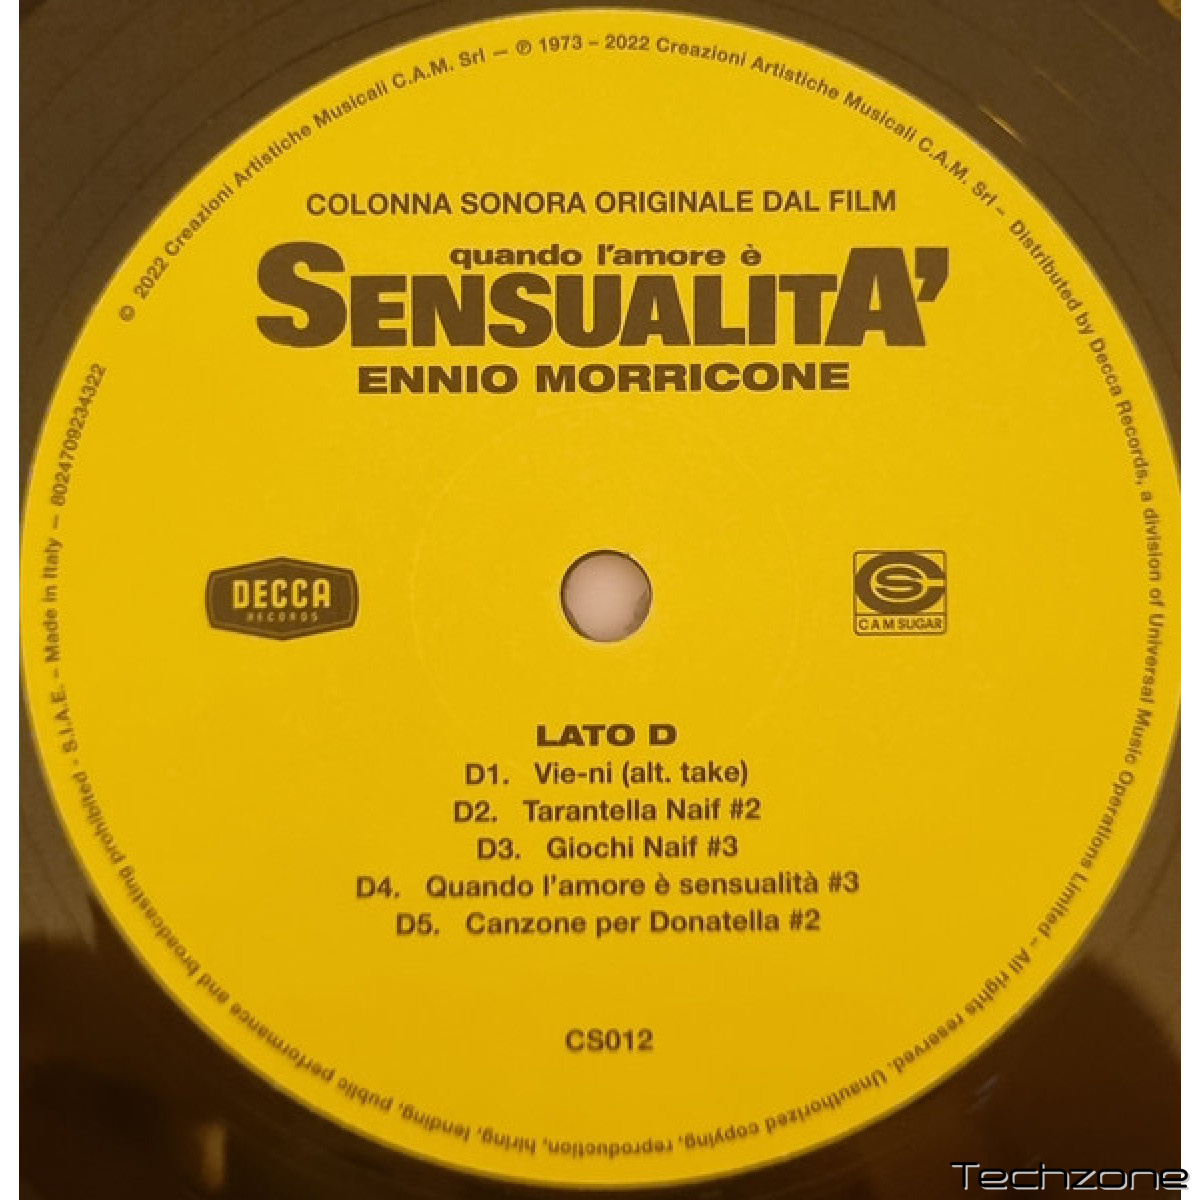 © 2022 Creazioni Artistiche Musicali C.A.M. Srl – ℗ 1973 – 2022 Creazioni Artistiche Musicali C.A.M. Srl – Distributed by Decca Records, a division of Universal Music Operations Limited – All rights reserved. Unauthorized copying, reproduction, hiring, lending, public performance and broadcasting prohibited - S.I.A.E. – Made in Italy – 8024709234322
COLONNA SONORA ORIGINALE DAL FILM
quando l'amore è
SENSUALITA'
ENNIO MORRICONE
DECCA
RECORDS
CS
CAM SUGAR
LATO D
D1. Vie-ni (alt. take)
D2. Tarantella Naif #2
D3. Giochi Naif #3
D4. Quando l'amore è sensualità #3
D5. Canzone per Donatella #2
CS012
Techzone